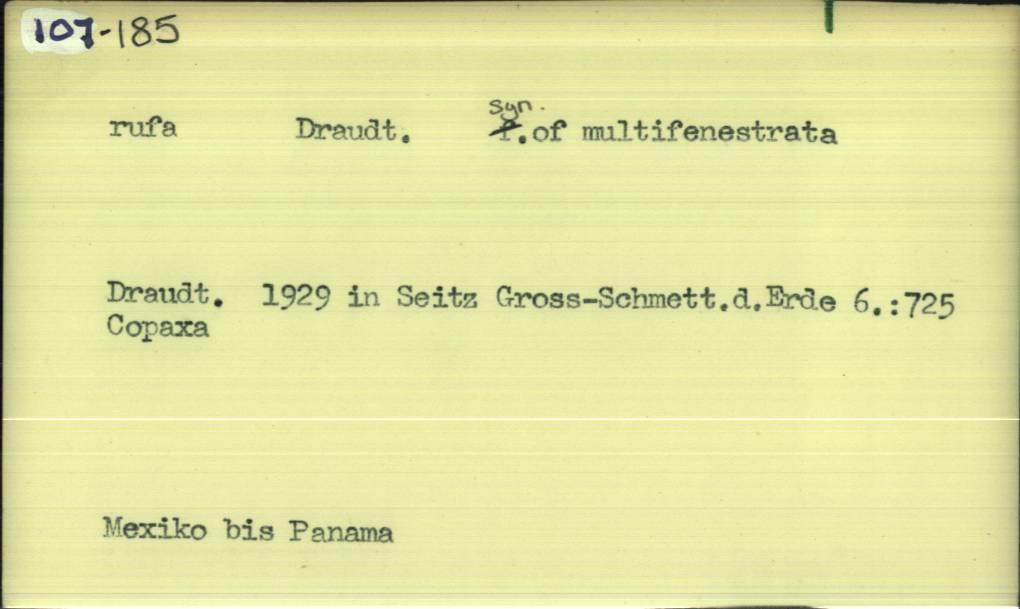 107-185
rufa Draudt. syn. f.of multifenestrata
Draudt. 1929 in Seitz Gross-Schmett.d.Erde 6.:725
Copaxa
Mexiko bis Panama